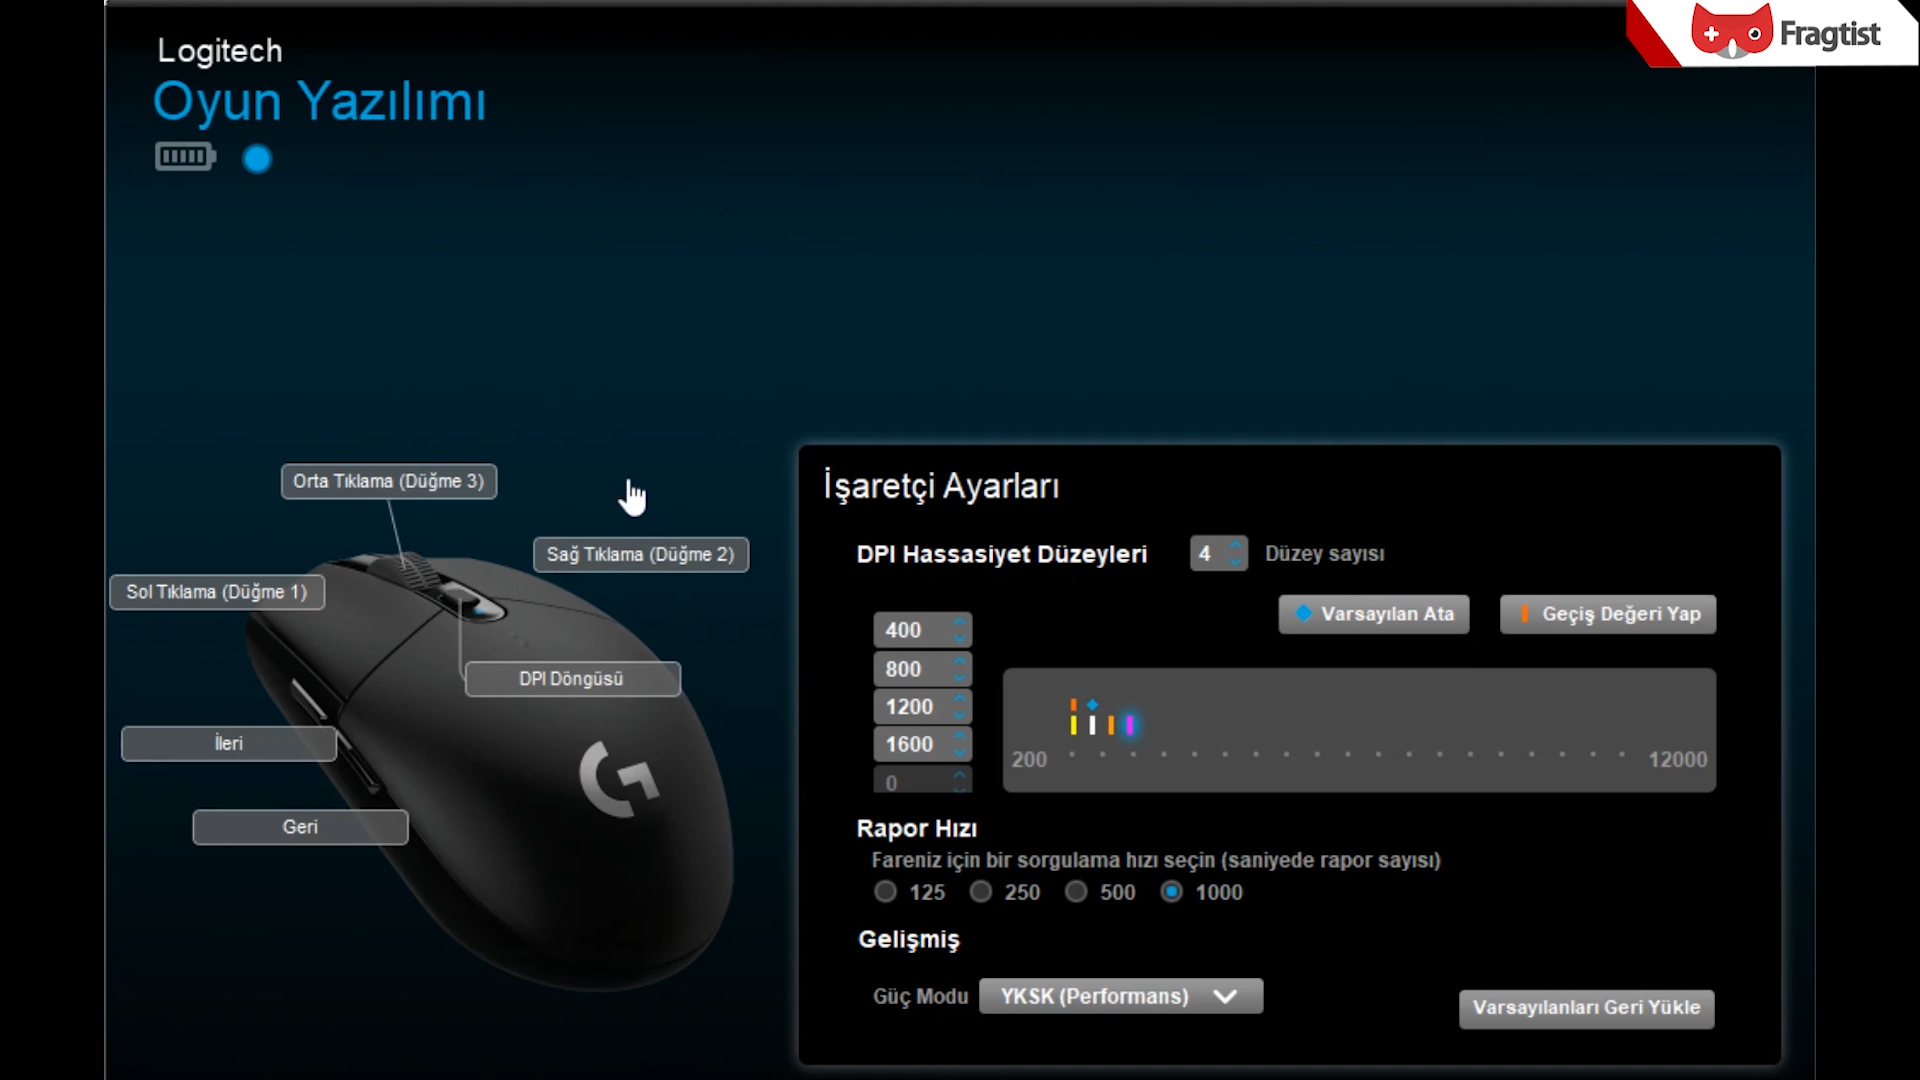 Fragtist
Logitech
Oyun Yazılımı
Orta Tıklama (Düğme 3)
Sağ Tıklama (Düğme 2)
Sol Tıklama (Düğme 1)
DPI Döngüsü
İleri
Geri
İşaretçi Ayarları
DPI Hassasiyet Düzeyleri 4 Düzey sayısı
Varsayılan Ata Geçiş Değeri Yap
400
800
1200
1600
0
200 12000
Rapor Hızı
Fareniz için bir sorgulama hızı seçin (saniyede rapor sayısı)
125 250 500 1000
Gelişmiş
Güç Modu YKSK (Performans)
Varsayılanları Geri Yükle